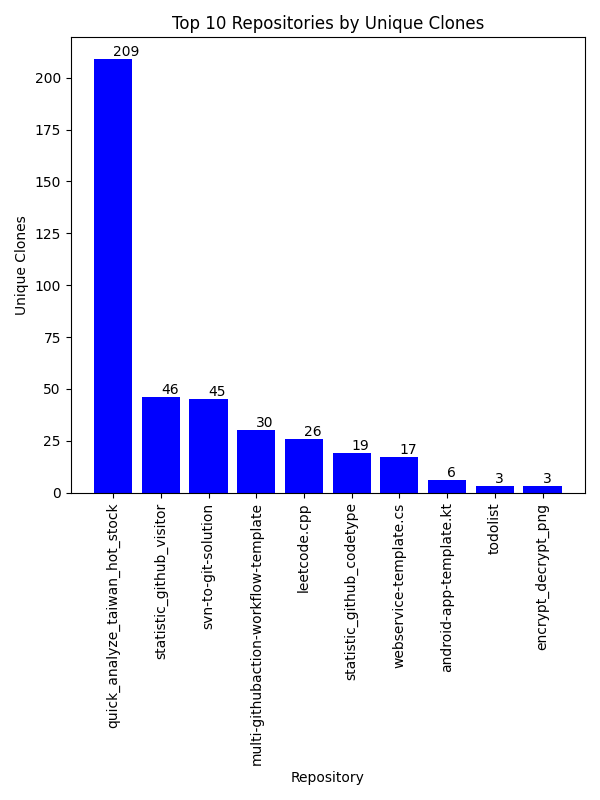 Top 10 Repositories by Unique Clones
Unique Clones
200
175
150
125
100
75
50
25
0
209
46
45
30
26
19
17
6
3
3
quick_analyze_taiwan_hot_stock
statistic_github_visitor
svn-to-git-solution
multi-githubaction-workflow-template
leetcode.cpp
statistic_github_codetype
webservice-template.cs
android-app-template.kt
todolist
encrypt_decrypt_png
Repository